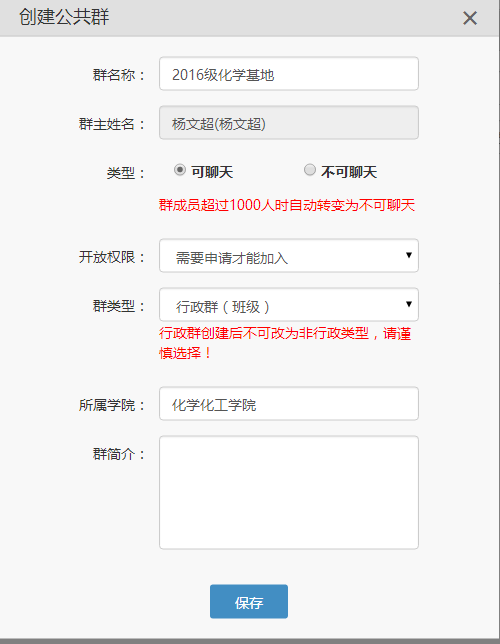 创建公共群
群名称： 2016级化学基地
群主姓名： 杨文超(杨文超)
类型： 可聊天 不可聊天
群成员超过1000人时自动转变为不可聊天
开放权限： 需要申请才能加入
群类型： 行政群（班级）
行政群创建后不可改为非行政类型，请谨
慎选择！
所属学院： 化学化工学院
群简介：
保存